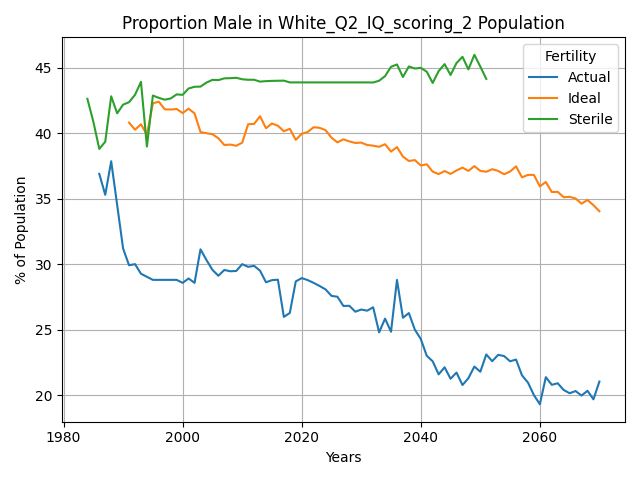 Proportion Male in White_Q2_IQ_scoring_2 Population
Fertility
Actual
Ideal
Sterile
% of Population
45
40
35
30
25
20
1980
2000
2020
2040
2060
Years